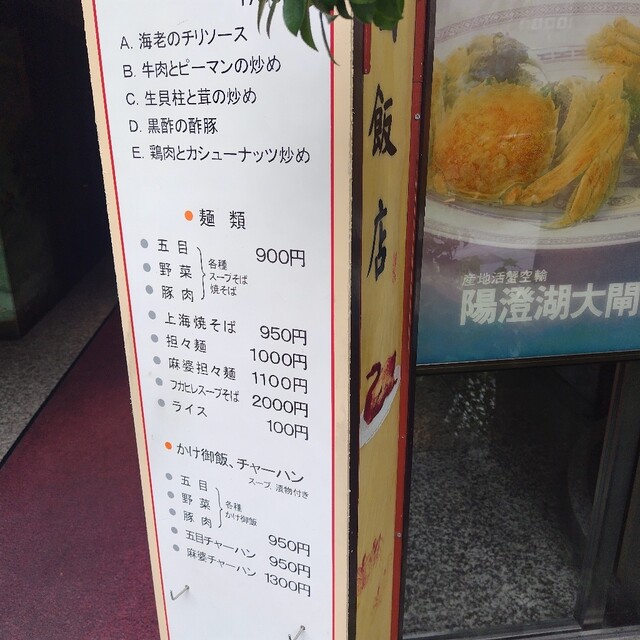 A. 海老のチリソース
B. 牛肉とピーマンの炒め
C. 生貝柱と茸の炒め
D. 黒酢の酢豚
E. 鶏肉とカシューナッツ炒め
麺類
五目
野菜
豚肉
各種
スープそば
焼そば
900円
上海焼そば 950円
担々麺 1000円
麻婆担々麺 1100円
フカヒレスープそば 2000円
ライス 100円
かけ御飯、チャーハン
スープ 漬物付き
五目
野菜
豚肉
各種
かけ御飯
950円
五目チャーハン 950円
麻婆チャーハン 1300円
飯店
産地活蟹空輸
陽澄湖大閘